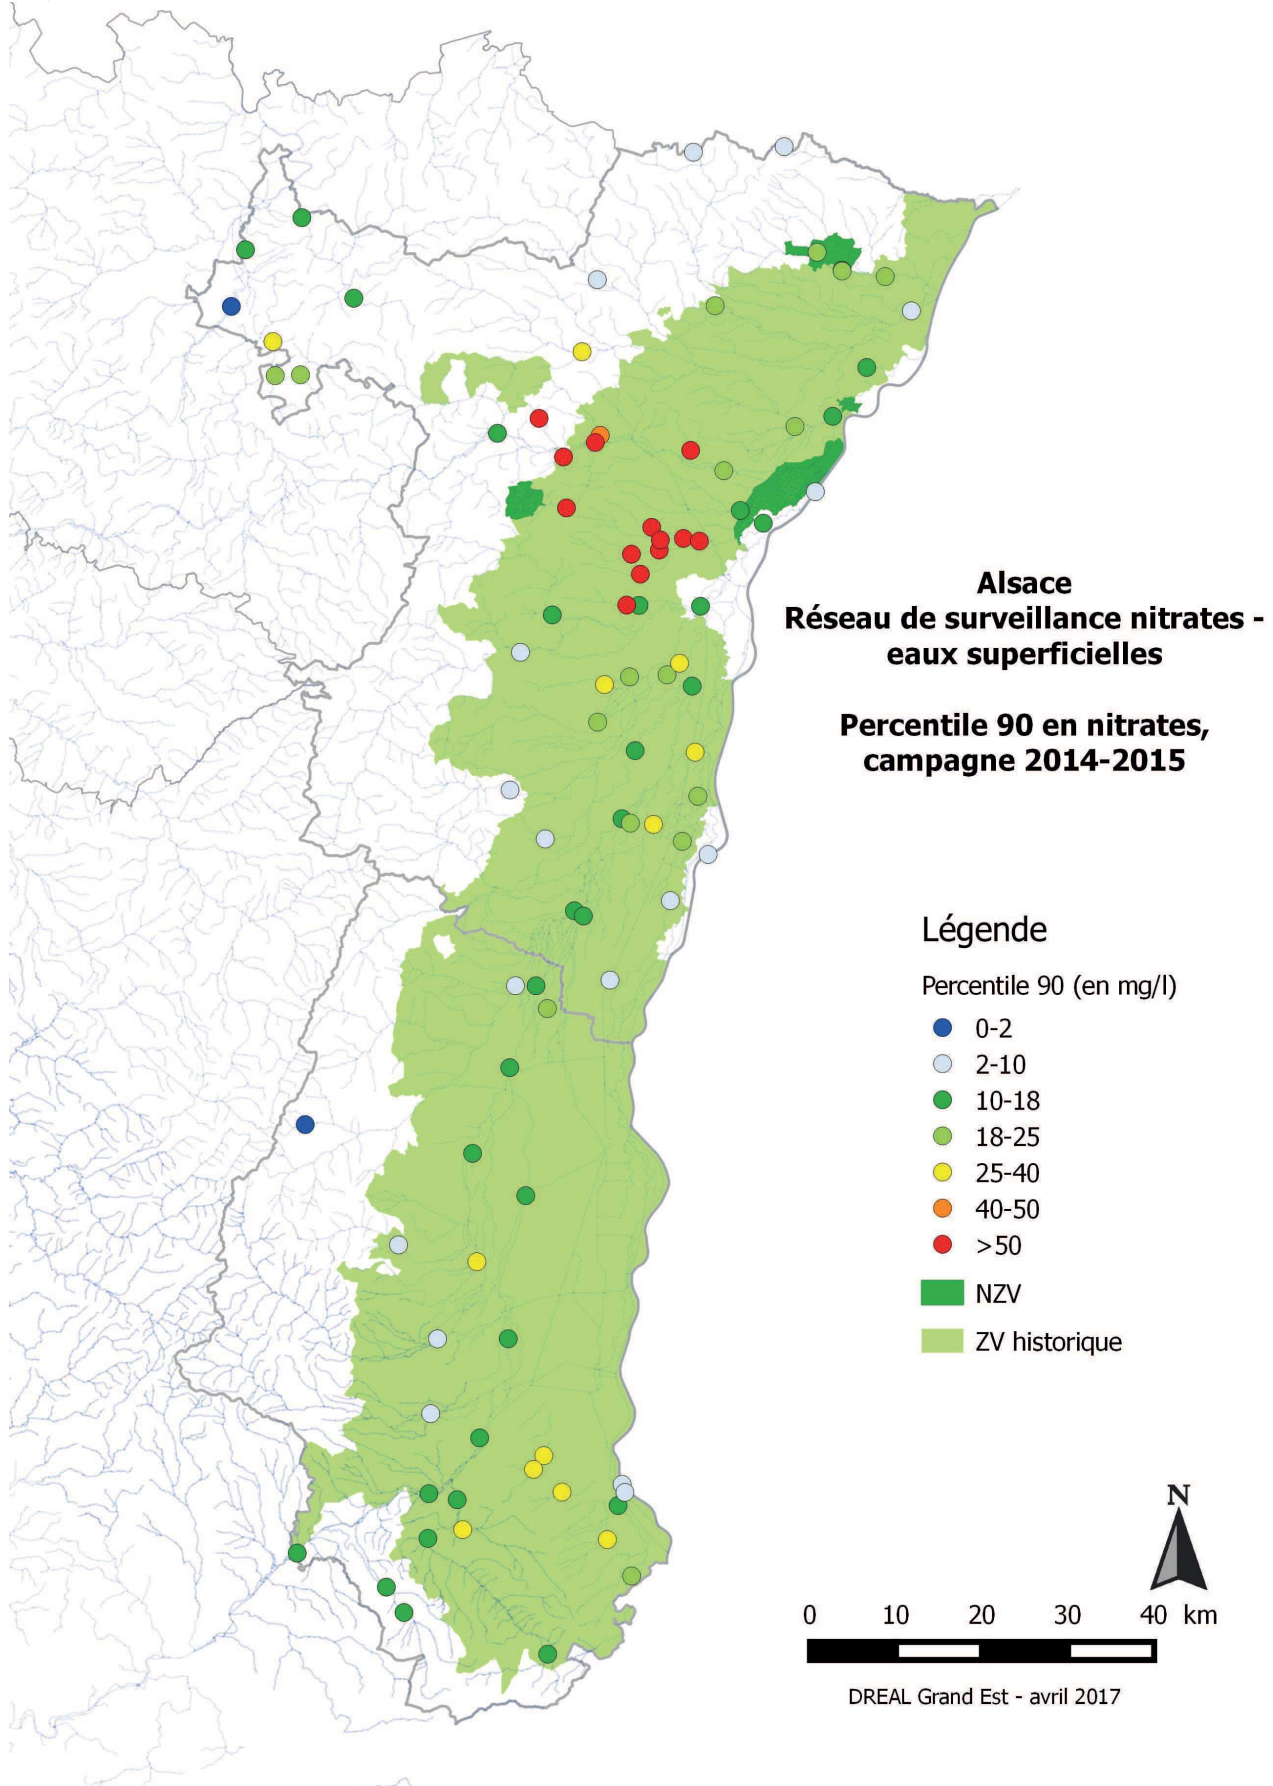 Alsace
Réseau de surveillance nitrates -
eaux superficielles
Percentile 90 en nitrates,
campagne 2014-2015
Légende
Percentile 90 (en mg/l)
0-2
2-10
10-18
18-25
25-40
40-50
>50
NZV
ZV historique
N
0 10 20 30 40 km
DREAL Grand Est - avril 2017